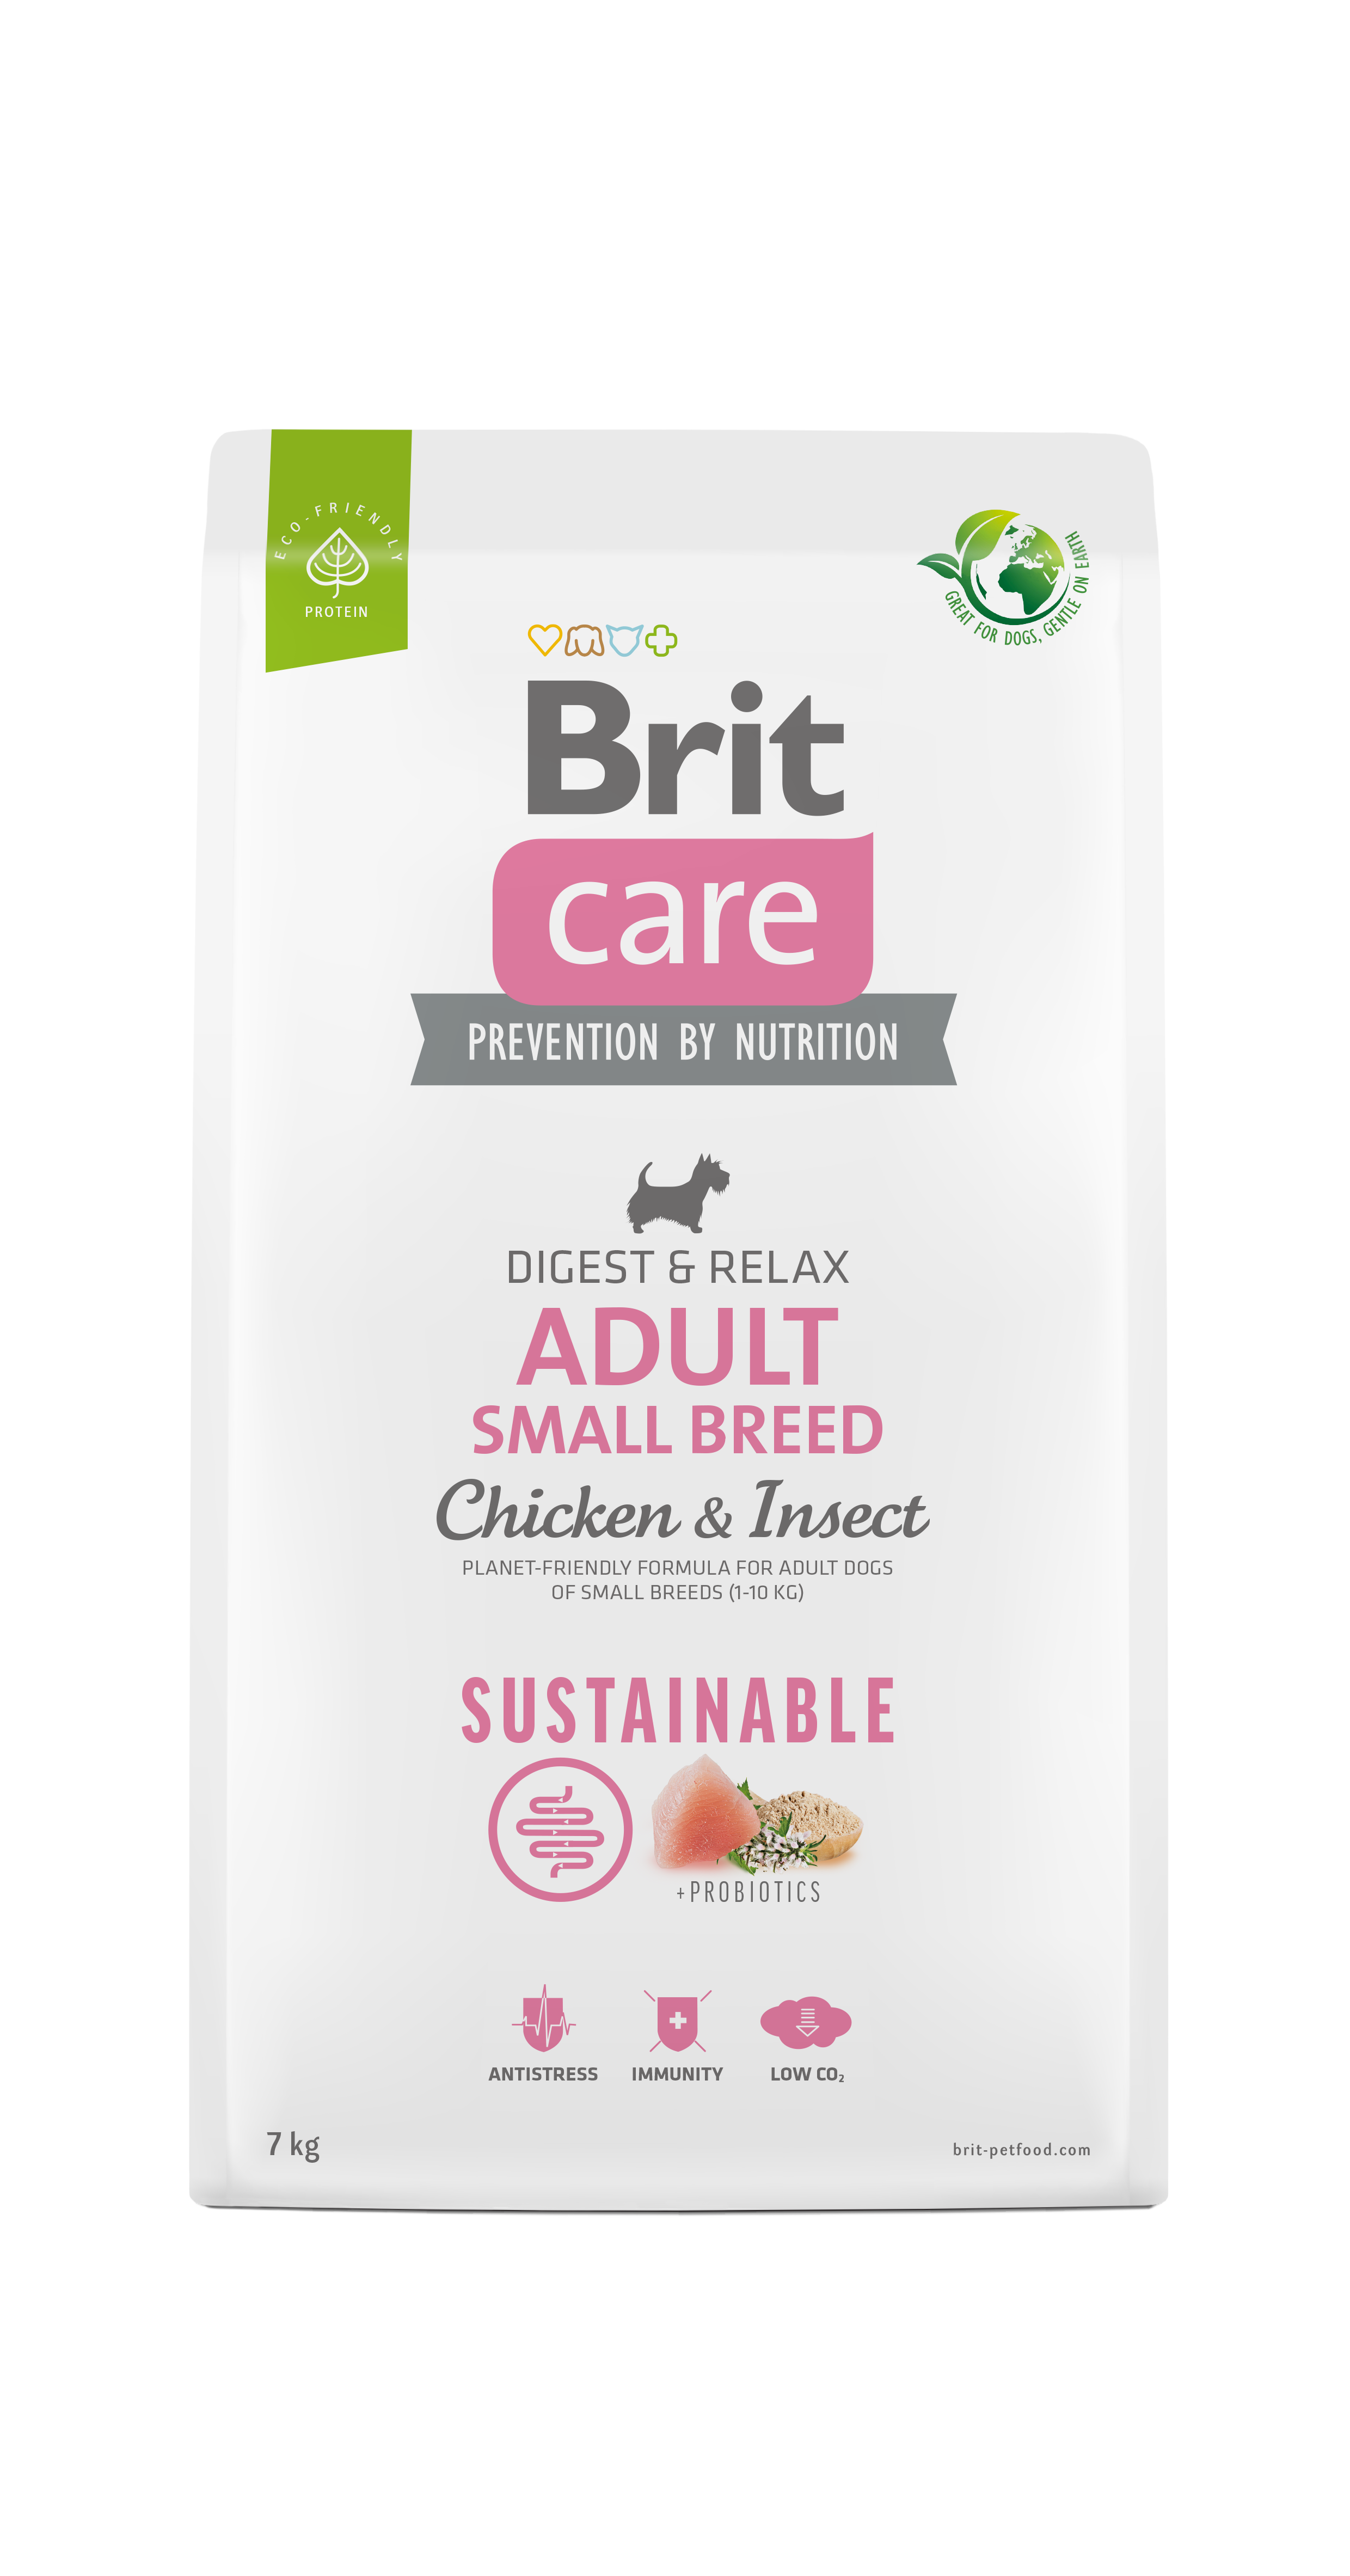 ECO-FRIENDLY
PROTEIN
GREAT FOR DOGS, GENTLE ON EARTH
Brit
care
PREVENTION BY NUTRITION
DIGEST & RELAX
ADULT
SMALL BREED
Chicken & Insect
PLANET-FRIENDLY FORMULA FOR ADULT DOGS
OF SMALL BREEDS (1-10 KG)
SUSTAINABLE
+PROBIOTICS
ANTISTRESS
IMMUNITY
LOW CO₂
7 kg
brit-petfood.com